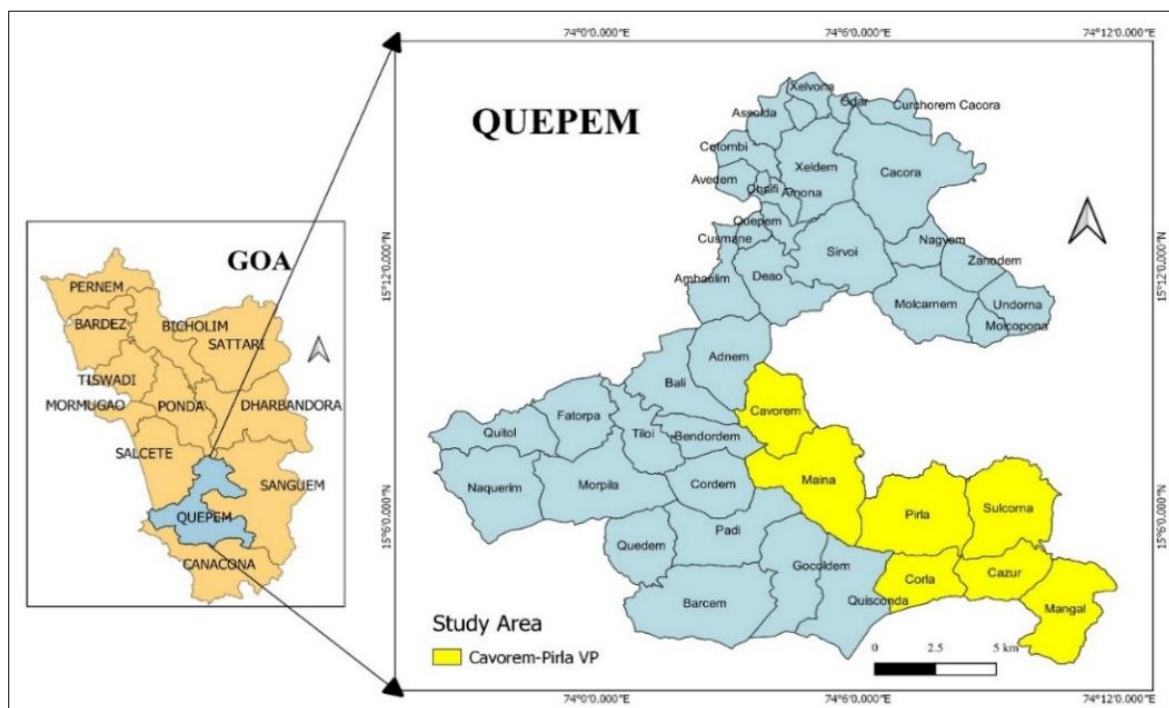 74°0'0.000"E
74°6'0.000"E
74°12'0.000"E
QUEPEM
Xelvona
Odar
Curchorem Cacora
Assolda
Cotombi
Xeldem
Cacora
Avedem
Chaifi
Amona
Quepem
Cusmane
Nagvem
Sirvoi
Zanodem
Ambaulim
Deao
Molcarnem
Undorna
Moicopona
Adnem
Bali
Cavorem
Fatorpa
Quitol
Tiloi
Bendordem
Maina
Naquerim
Morpila
Cordem
Sulcorna
Pirla
Padi
Quedem
Gocoldem
Cazur
Corla
Quisconda
Barcem
Mangal
15°12'0.000"N
15°6'0.000"N
15°12'0.000"N
15°6'0.000"N
Study Area
Cavorem-Pirla VP
0
2.5
5 km
74°0'0.000"E
74°6'0.000"E
74°12'0.000"E
GOA
PERNEM
BARDEZ
BICHOLIM
SATTARI
TISWADI
MORMUGAO
PONDA
DHARBANDORA
SALCETE
SANGUEM
QUEPEM
CANACONA